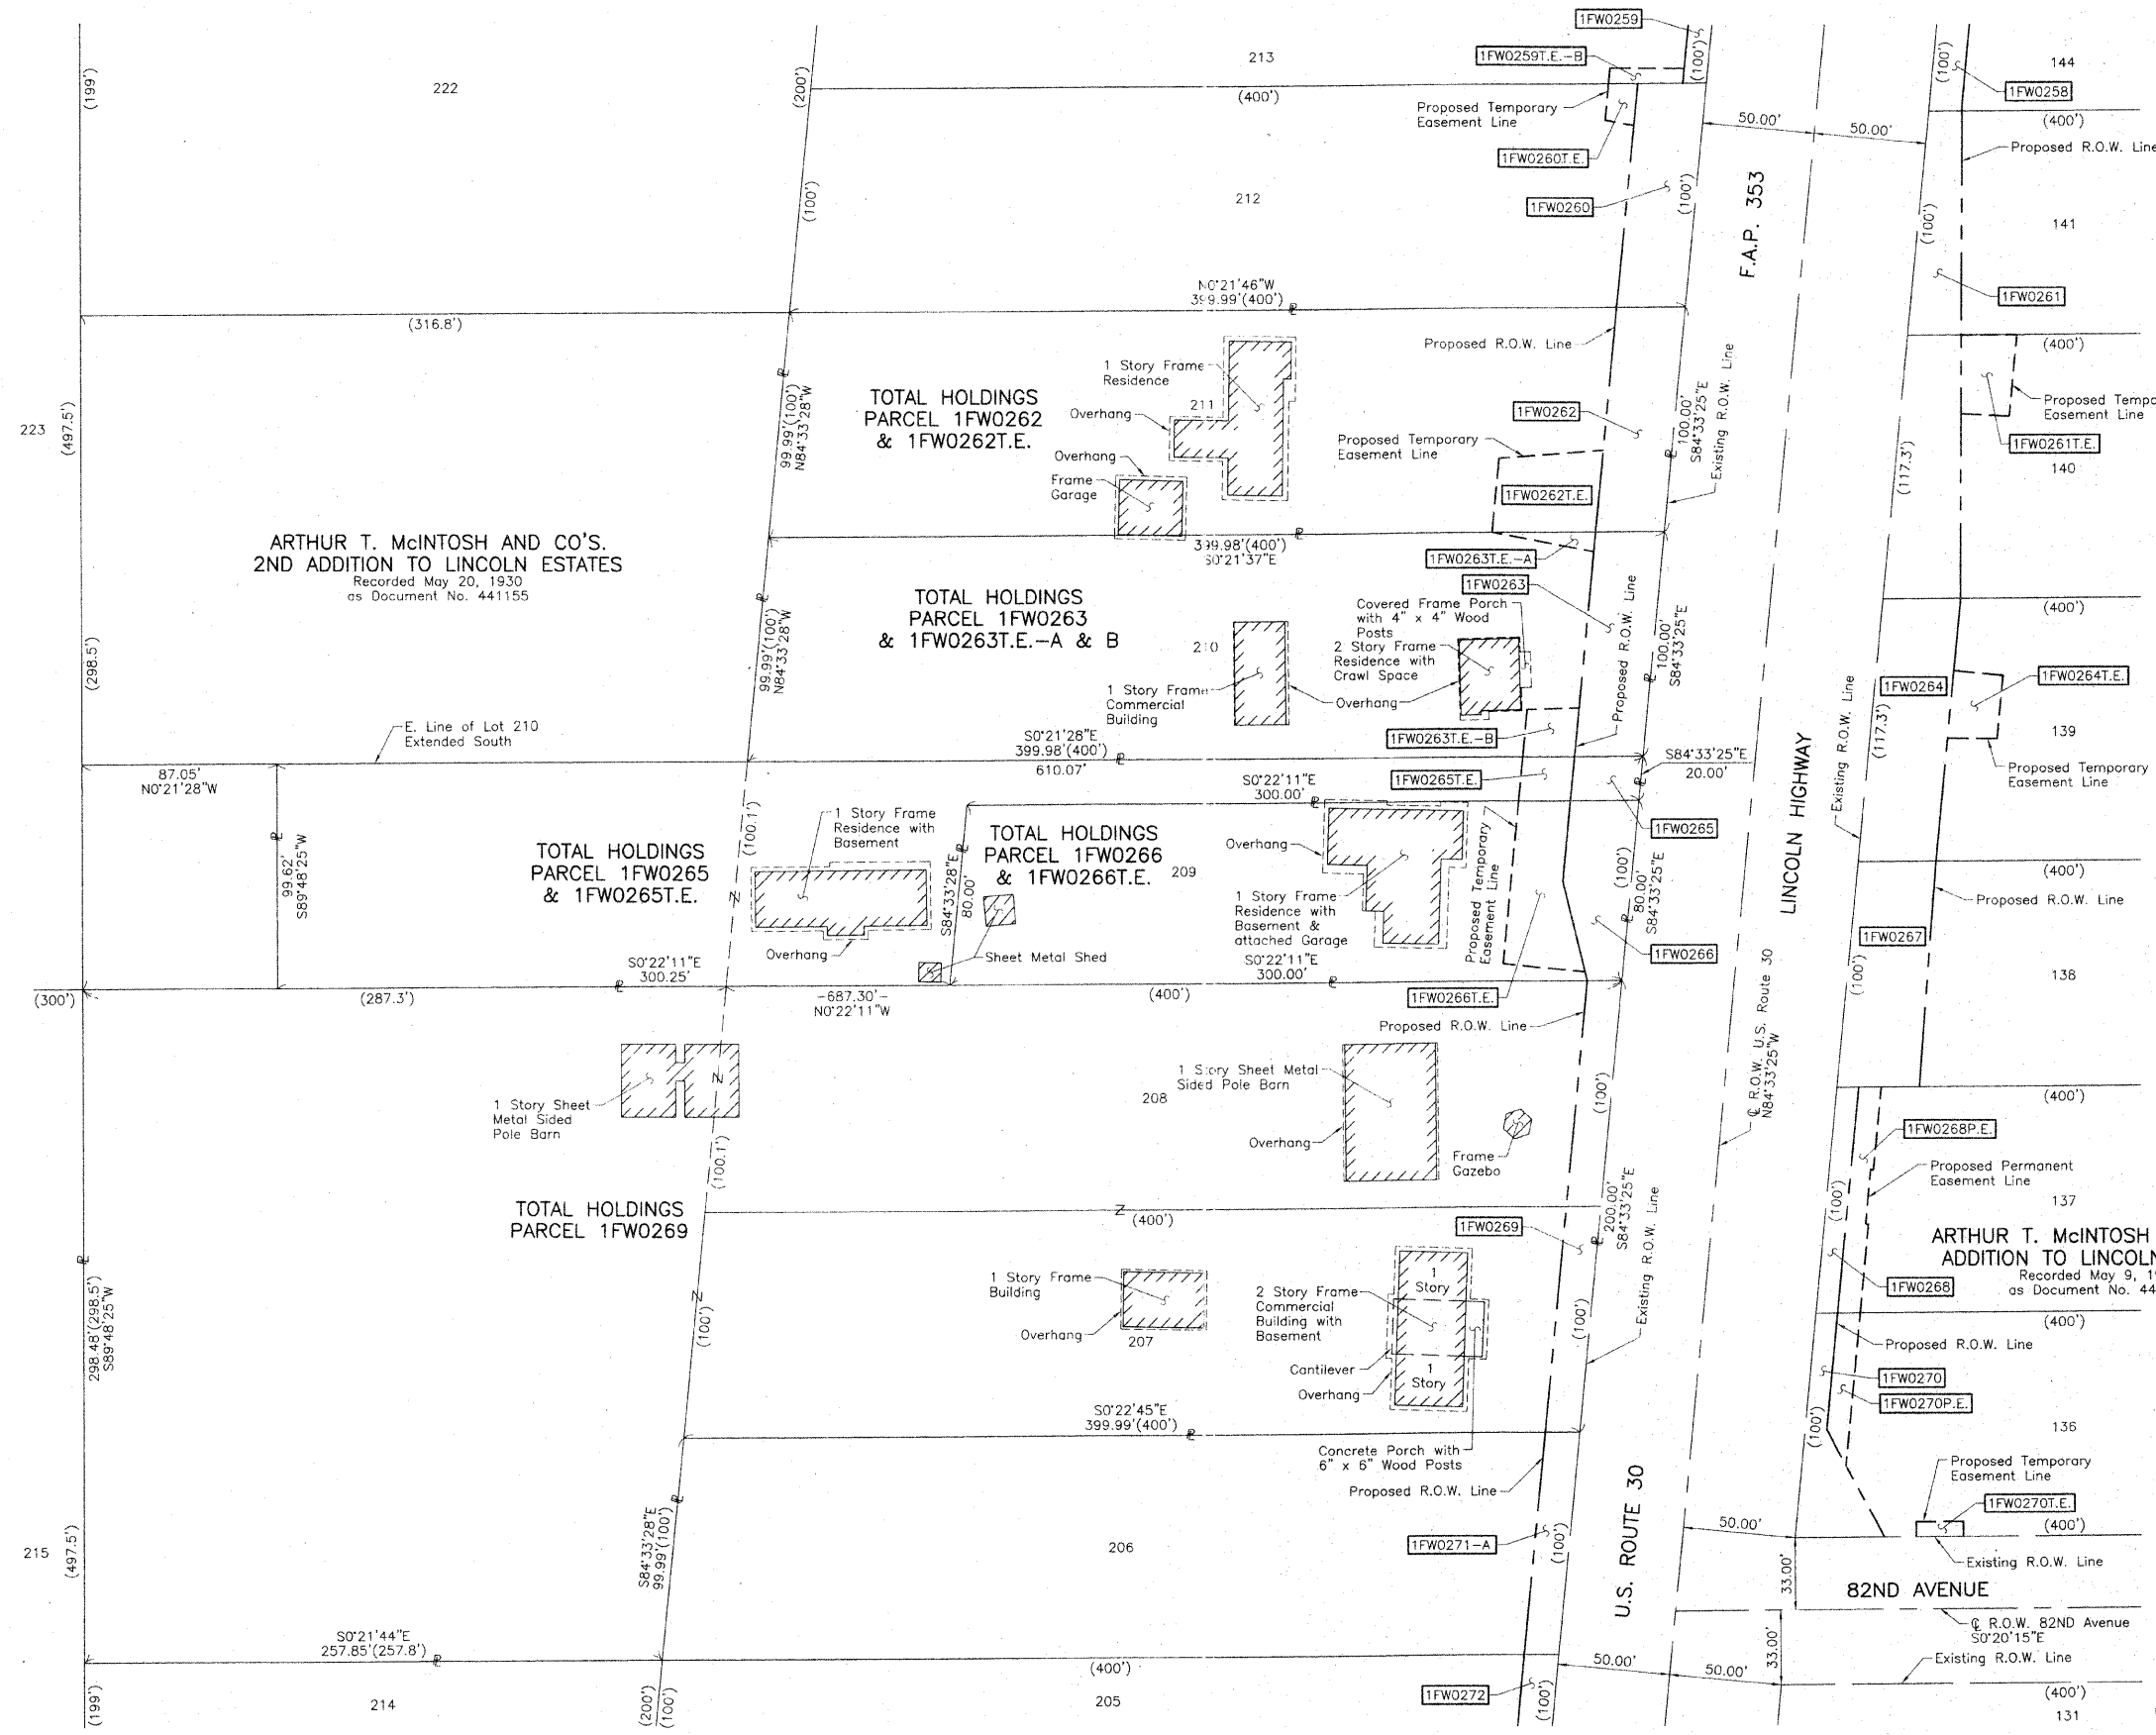 1FW0259
(199')
222
(200')
213
1FW0259T.E.-B
(100')
(100')
144
1FW0258
(400')
Proposed Temporary
Easement Line
50.00'
50.00'
(400')
1FW0260T.E.
Proposed R.O.W. Line
(100')
212
1FW0260
(100')
F.A.P. 353
(100')
141
N0°21'46"W
399.99'(400')
1FW0261
(316.8')
Proposed R.O.W. Line
(400')
1 Story Frame
Residence
TOTAL HOLDINGS
PARCEL 1FW0262
& 1FW0262T.E.
211
Overhang
99.99'(100')
N84°33'28"W
1FW0262
100.00'
S84°33'25"E
Existing R.O.W. Line
Proposed Tempo
Easement Line
223
(497.5')
Proposed Temporary
Easement Line
1FW0261T.E.
140
Overhang
Frame
Garage
1FW0262T.E.
(117.3')
ARTHUR T. McINTOSH AND CO'S.
2ND ADDITION TO LINCOLN ESTATES
Recorded May 20, 1930
as Document No. 441155
399.98'(400')
S0°21'37"E
1FW0263T.E.-A
1FW0263
TOTAL HOLDINGS
PARCEL 1FW0263
& 1FW0263T.E.-A & B
Covered Frame Porch
with 4" x 4" Wood
Posts
2 Story Frame
Residence with
Crawl Space
Proposed R.O.W. Line
(400')
(298.5')
99.99'(100')
N84°33'28"W
210
100.00'
S84°33'25"E
1 Story Frame
Commercial
Building
Overhang
1FW0264
1FW0264T.E.
E. Line of Lot 210
Extended South
S0°21'28"E
399.98'(400')
610.07'
1FW0263T.E.-B
139
(117.3')
Existing R.O.W. Line
87.05'
N0°21'28"W
1FW0265T.E.
S84°33'25"E
20.00'
LINCOLN HIGHWAY
Proposed Temporary
Easement Line
S0°22'11"E
300.00'
(100.1')
1 Story Frame
Residence with
Basement
TOTAL HOLDINGS
PARCEL 1FW0265
& 1FW0265T.E.
TOTAL HOLDINGS
PARCEL 1FW0266
& 1FW0266T.E.
209
Overhang
1FW0265
99.62'
S89°48'25"W
S84°33'28"E
80.00'
Proposed Temporary
Easement Line
(100')
80.00'
S84°33'25"E
(400')
1 Story Frame
Residence with
Basement &
attached Garage
Proposed R.O.W. Line
1FW0267
Overhang
Sheet Metal Shed
S0°22'11"E
300.25'
S0°22'11"E
300.00'
1FW0266
138
(300')
(287.3')
-687.30'-
N0°22'11"W
(400')
1FW0266T.E.
(100')
Proposed R.O.W. Line
℄ R.O.W. U.S. Route 30
N84°33'25"W
1 Story Sheet
Metal Sided
Pole Barn
1 Story Sheet Metal
Sided Pole Barn
208
(100')
(400')
1FW0268P.E.
Overhang
Frame
Gazebo
(100.1')
Proposed Permanent
Easement Line
137
TOTAL HOLDINGS
PARCEL 1FW0269
(400')
1FW0269
200.00'
S84°33'25"E
Existing R.O.W. Line
(100')
ARTHUR T. McINTOSH
ADDITION TO LINCOLN
Recorded May 9, 1
as Document No. 44
1FW0268
298.48'(298.5')
S89°48'25"W
(100')
1 Story Frame
Building
Overhang
207
1
Story
2 Story Frame
Commercial
Building with
Basement
Cantilever
Overhang
1
Story
(100')
(400')
Proposed R.O.W. Line
1FW0270
1FW0270P.E.
S0°22'45"E
399.99'(400')
(100')
136
Concrete Porch with
6" x 6" Wood Posts
Proposed R.O.W. Line
Proposed Temporary
Easement Line
S84°33'28"E
99.99'(100')
U.S. ROUTE 30
50.00'
1FW0270T.E.
(400')
215
(497.5')
206
1FW0271-A
(100')
Existing R.O.W. Line
33.00'
82ND AVENUE
℄ R.O.W. 82ND Avenue
S0°20'15"E
S0°21'44"E
257.85'(257.8')
(400')
50.00'
50.00'
33.00'
Existing R.O.W. Line
(199')
214
(200')
(100')
205
1FW0272
(100')
(400')
131